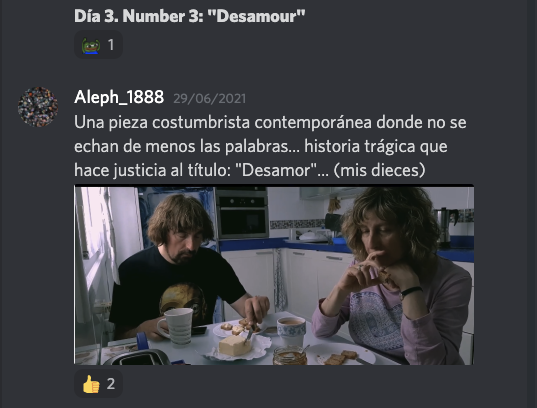 Día 3. Number 3: "Desamour"
1
Aleph_1888 29/06/2021
Una pieza costumbrista contemporánea donde no se
echan de menos las palabras... historia trágica que
hace justicia al título: "Desamor"... (mis dieces)
2